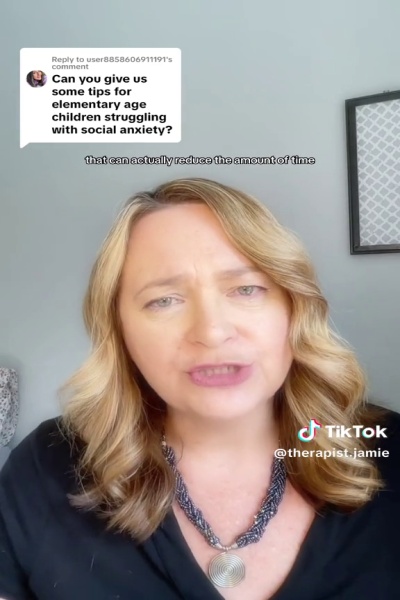 Reply to user8858606911191's
comment
Can you give us
some tips for
elementary age
children struggling
with social anxiety?
that can actually reduce the amount of time
TikTok
@therapist.jamie